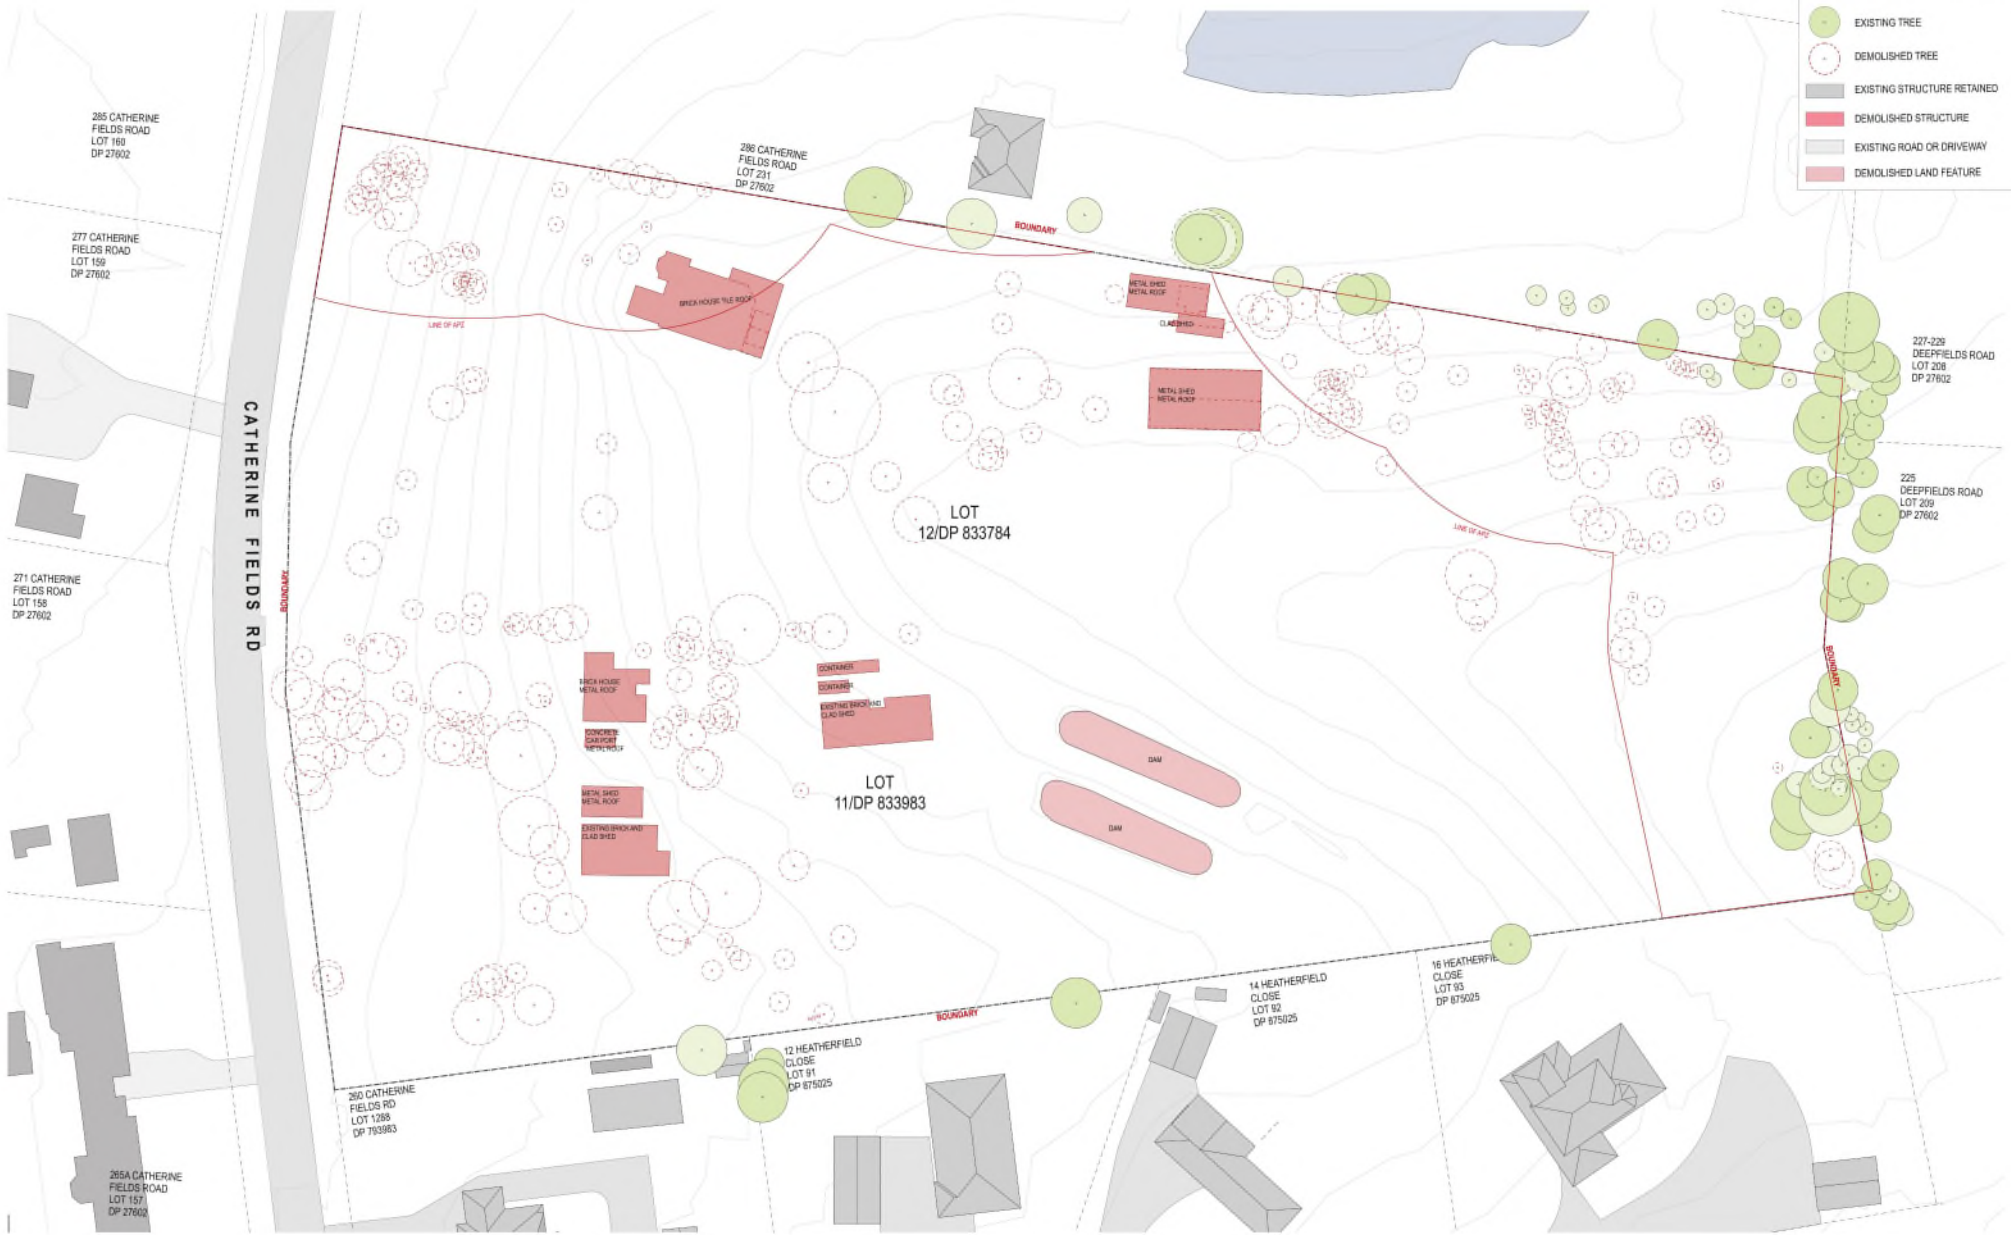 EXISTING TREE
DEMOLISHED TREE
EXISTING STRUCTURE RETAINED
DEMOLISHED STRUCTURE
EXISTING ROAD OR DRIVEWAY
DEMOLISHED LAND FEATURE
285 CATHERINE
FIELDS ROAD
LOT 160
DP 27602
286 CATHERINE
FIELDS ROAD
LOT 231
DP 27602
277 CATHERINE
FIELDS ROAD
LOT 159
DP 27602
BOUNDARY
BRICK HOUSE TILE ROOF
METAL SHED
METAL ROOF
CLAD SHED
LINE OF APZ
227-229
DEEPFIELDS ROAD
LOT 208
DP 27602
METAL SHED
METAL ROOF
CATHERINE FIELDS RD
225
DEEPFIELDS ROAD
LOT 209
DP 27602
LOT
12/DP 833784
LINE OF APZ
271 CATHERINE
FIELDS ROAD
LOT 158
DP 27602
BOUNDARY
BOUNDARY
CONTAINER
CONTAINER
BRICK HOUSE
METAL ROOF
EXISTING BRICK AND
CLAD SHED
CONCRETE
CAR PORT
METAL ROOF
DAM
LOT
11/DP 833983
METAL SHED
METAL ROOF
EXISTING BRICK AND
CLAD SHED
DAM
16 HEATHERFIE
CLOSE
LOT 93
DP 875025
14 HEATHERFIELD
CLOSE
LOT 92
DP 875025
BOUNDARY
12 HEATHERFIELD
CLOSE
LOT 91
DP 875025
260 CATHERINE
FIELDS RD
LOT 1288
DP 793983
265A CATHERINE
FIELDS ROAD
LOT 157
DP 27602